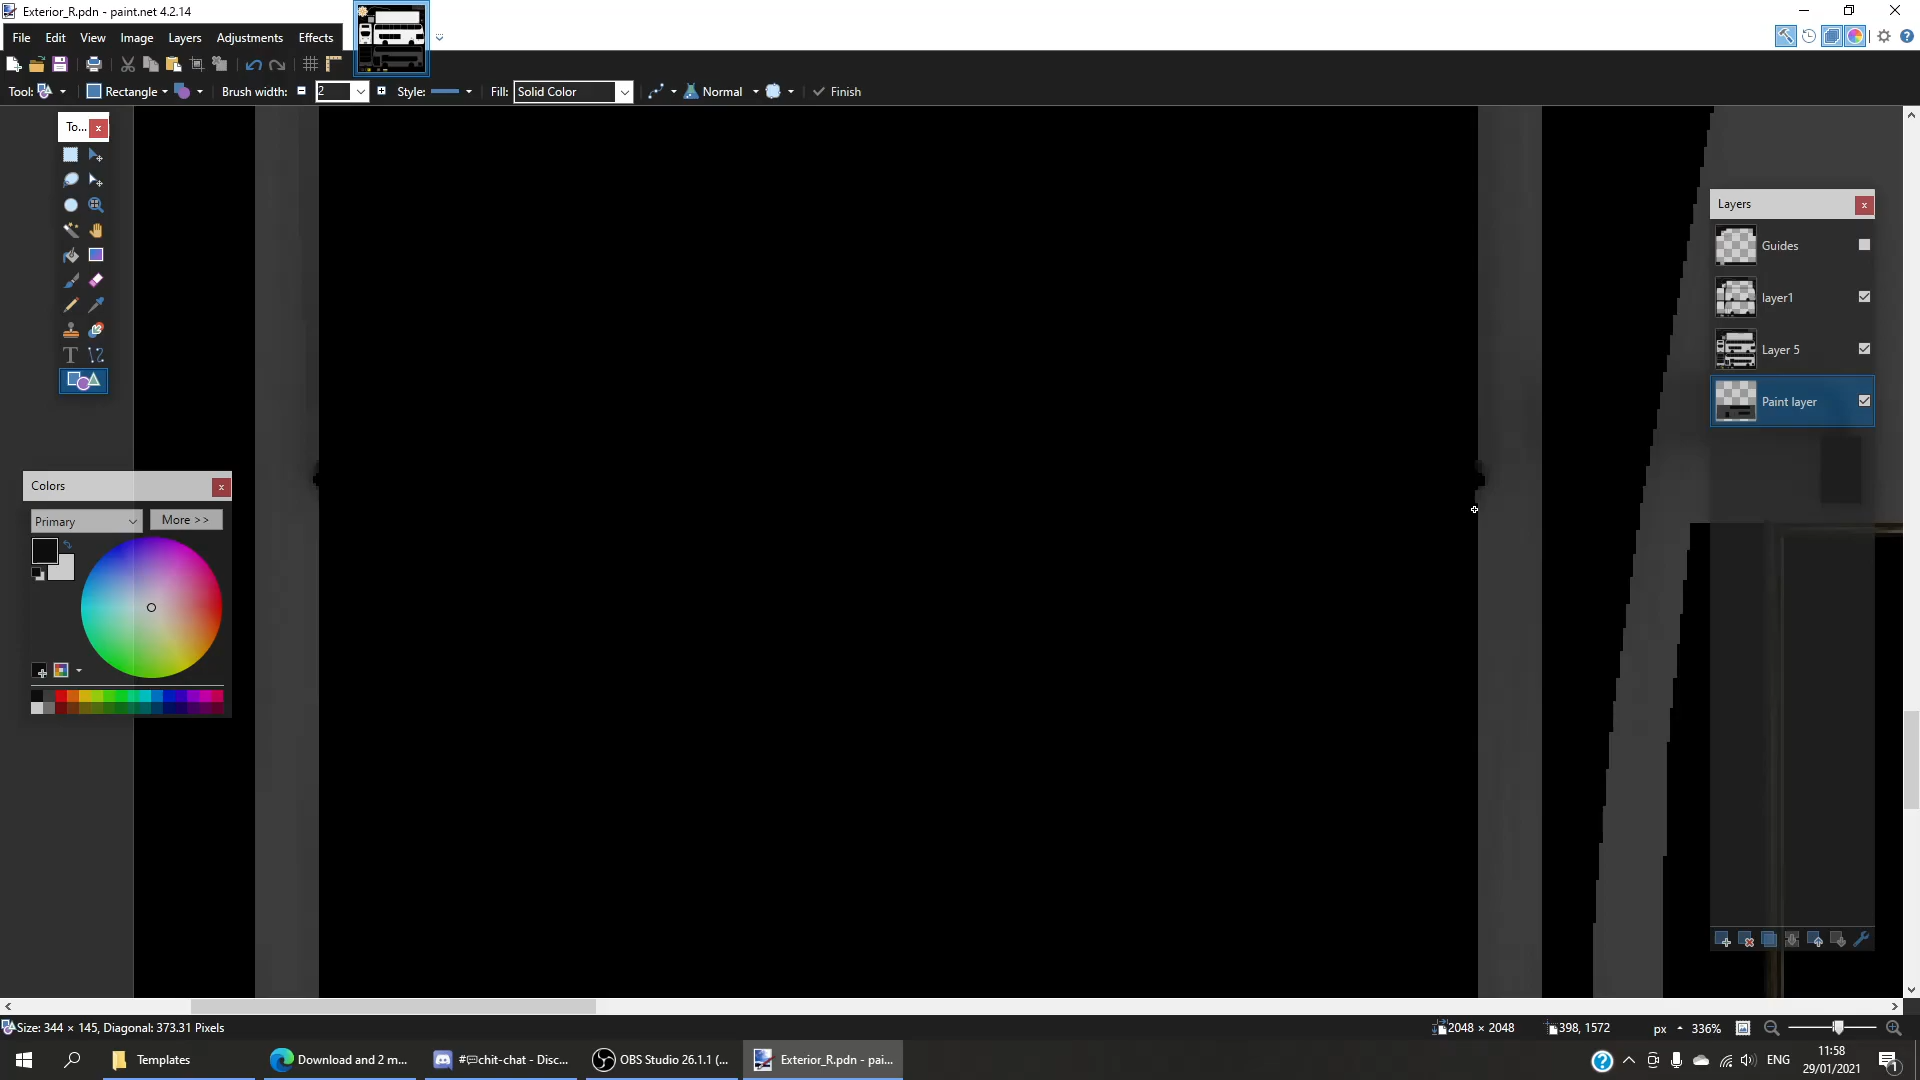 Exterior_R.pdn - paint.net 4.2.14
File Edit View Image Layers Adjustments Effects
Tool: Rectangle Brush width: 2 Style: Fill: Solid Color Normal Finish
To...
Layers
Guides
layer1
Layer 5
Paint layer
Colors
Primary More >>
Size: 344 × 145, Diagonal: 373.31 Pixels 2048 × 2048 398, 1572 px 336%
Templates Download and 2 m... #💬chit-chat - Disc... OBS Studio 26.1.1 (... Exterior_R.pdn - pai... ENG 11:58
29/01/2021
1